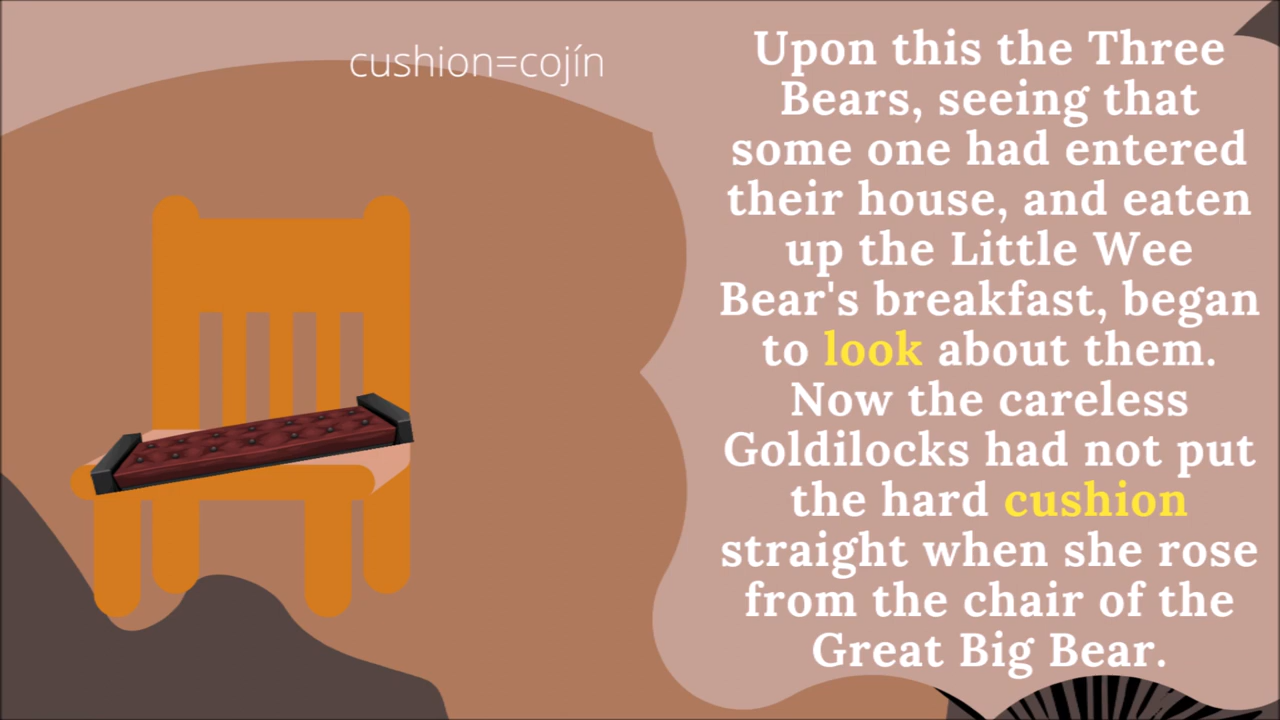 cushion=cojín
Upon this the Three
Bears, seeing that
some one had entered
their house, and eaten
up the Little Wee
Bear's breakfast, began
to look about them.
Now the careless
Goldilocks had not put
the hard cushion
straight when she rose
from the chair of the
Great Big Bear.